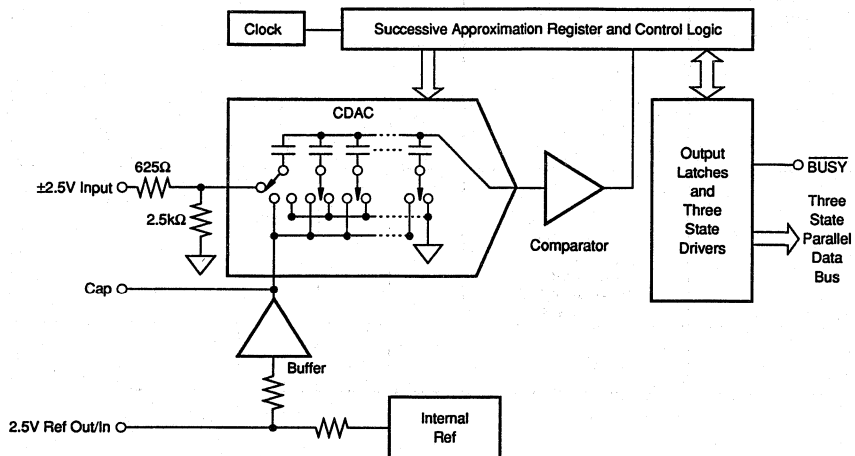 Clock
Successive Approximation Register and Control Logic
CDAC
625Ω
±2.5V Input
2.5kΩ
Comparator
Output
Latches
and
Three
State
Drivers
BUSY
Three
State
Parallel
Data
Bus
Cap
Buffer
2.5V Ref Out/In
Internal
Ref